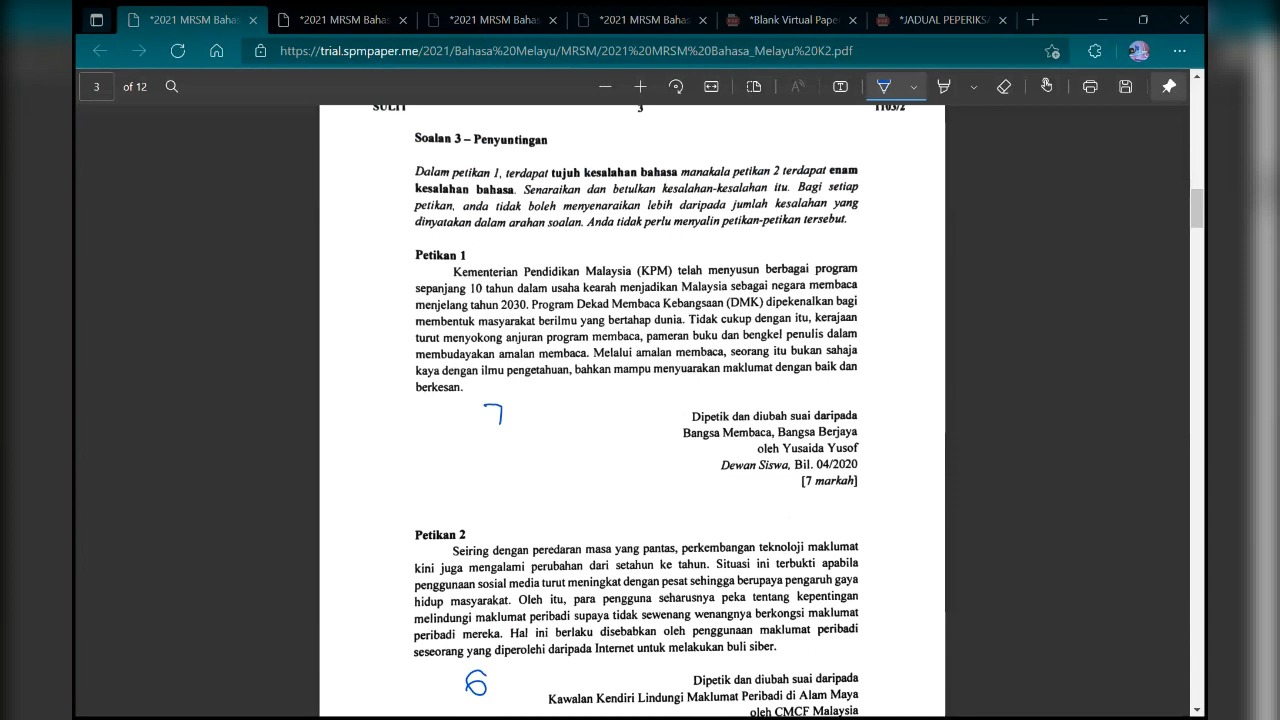 *2021 MRSM Bahas
*2021 MRSM Bahas
*2021 MRSM Bahas
*2021 MRSM Bahas
*Blank Virtual Pape
*JADUAL PEPERIKSA
https://trial.spmpaper.me/2021/Bahasa%20Melayu/MRSM/2021%20MRSM%20Bahasa_Melayu%20K2.pdf
3 of 12
SULIT 3 1103/2
Soalan 3 – Penyuntingan
Dalam petikan 1, terdapat tujuh kesalahan bahasa manakala petikan 2 terdapat enam
kesalahan bahasa. Senaraikan dan betulkan kesalahan-kesalahan itu. Bagi setiap
petikan, anda tidak boleh menyenaraikan lebih daripada jumlah kesalahan yang
dinyatakan dalam arahan soalan. Anda tidak perlu menyalin petikan-petikan tersebut.
Petikan 1
Kementerian Pendidikan Malaysia (KPM) telah menyusun berbagai program
sepanjang 10 tahun dalam usaha kearah menjadikan Malaysia sebagai negara membaca
menjelang tahun 2030. Program Dekad Membaca Kebangsaan (DMK) dipekenalkan bagi
membentuk masyarakat berilmu yang bertahap dunia. Tidak cukup dengan itu, kerajaan
turut menyokong anjuran program membaca, pameran buku dan bengkel penulis dalam
membudayakan amalan membaca. Melalui amalan membaca, seorang itu bukan sahaja
kaya dengan ilmu pengetahuan, bahkan mampu menyuarakan maklumat dengan baik dan
berkesan.
7
Dipetik dan diubah suai daripada
Bangsa Membaca, Bangsa Berjaya
oleh Yusaida Yusof
Dewan Siswa, Bil. 04/2020
[7 markah]
Petikan 2
Seiring dengan peredaran masa yang pantas, perkembangan teknologi maklumat
kini juga mengalami perubahan dari setahun ke tahun. Situasi ini terbukti apabila
penggunaan sosial media turut meningkat dengan pesat sehingga berupaya pengaruh gaya
hidup masyarakat. Oleh itu, para pengguna seharusnya peka tentang kepentingan
melindungi maklumat peribadi supaya tidak sewenang wenangnya berkongsi maklumat
peribadi mereka. Hal ini berlaku disebabkan oleh penggunaan maklumat peribadi
seseorang yang diperolehi daripada Internet untuk melakukan buli siber.
6
Dipetik dan diubah suai daripada
Kawalan Kendiri Lindungi Maklumat Peribadi di Alam Maya
oleh CMCF Malaysia